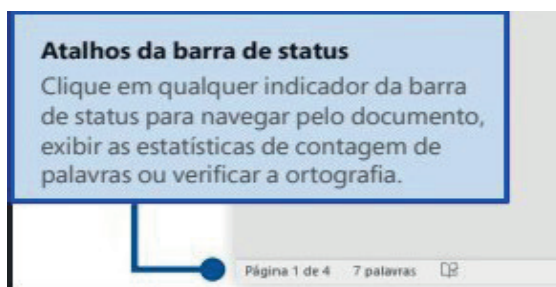 Atalhos da barra de status
Clique em qualquer indicador da barra
de status para navegar pelo documento,
exibir as estatísticas de contagem de
palavras ou verificar a ortografia.
Página 1 de 4 7 palavras